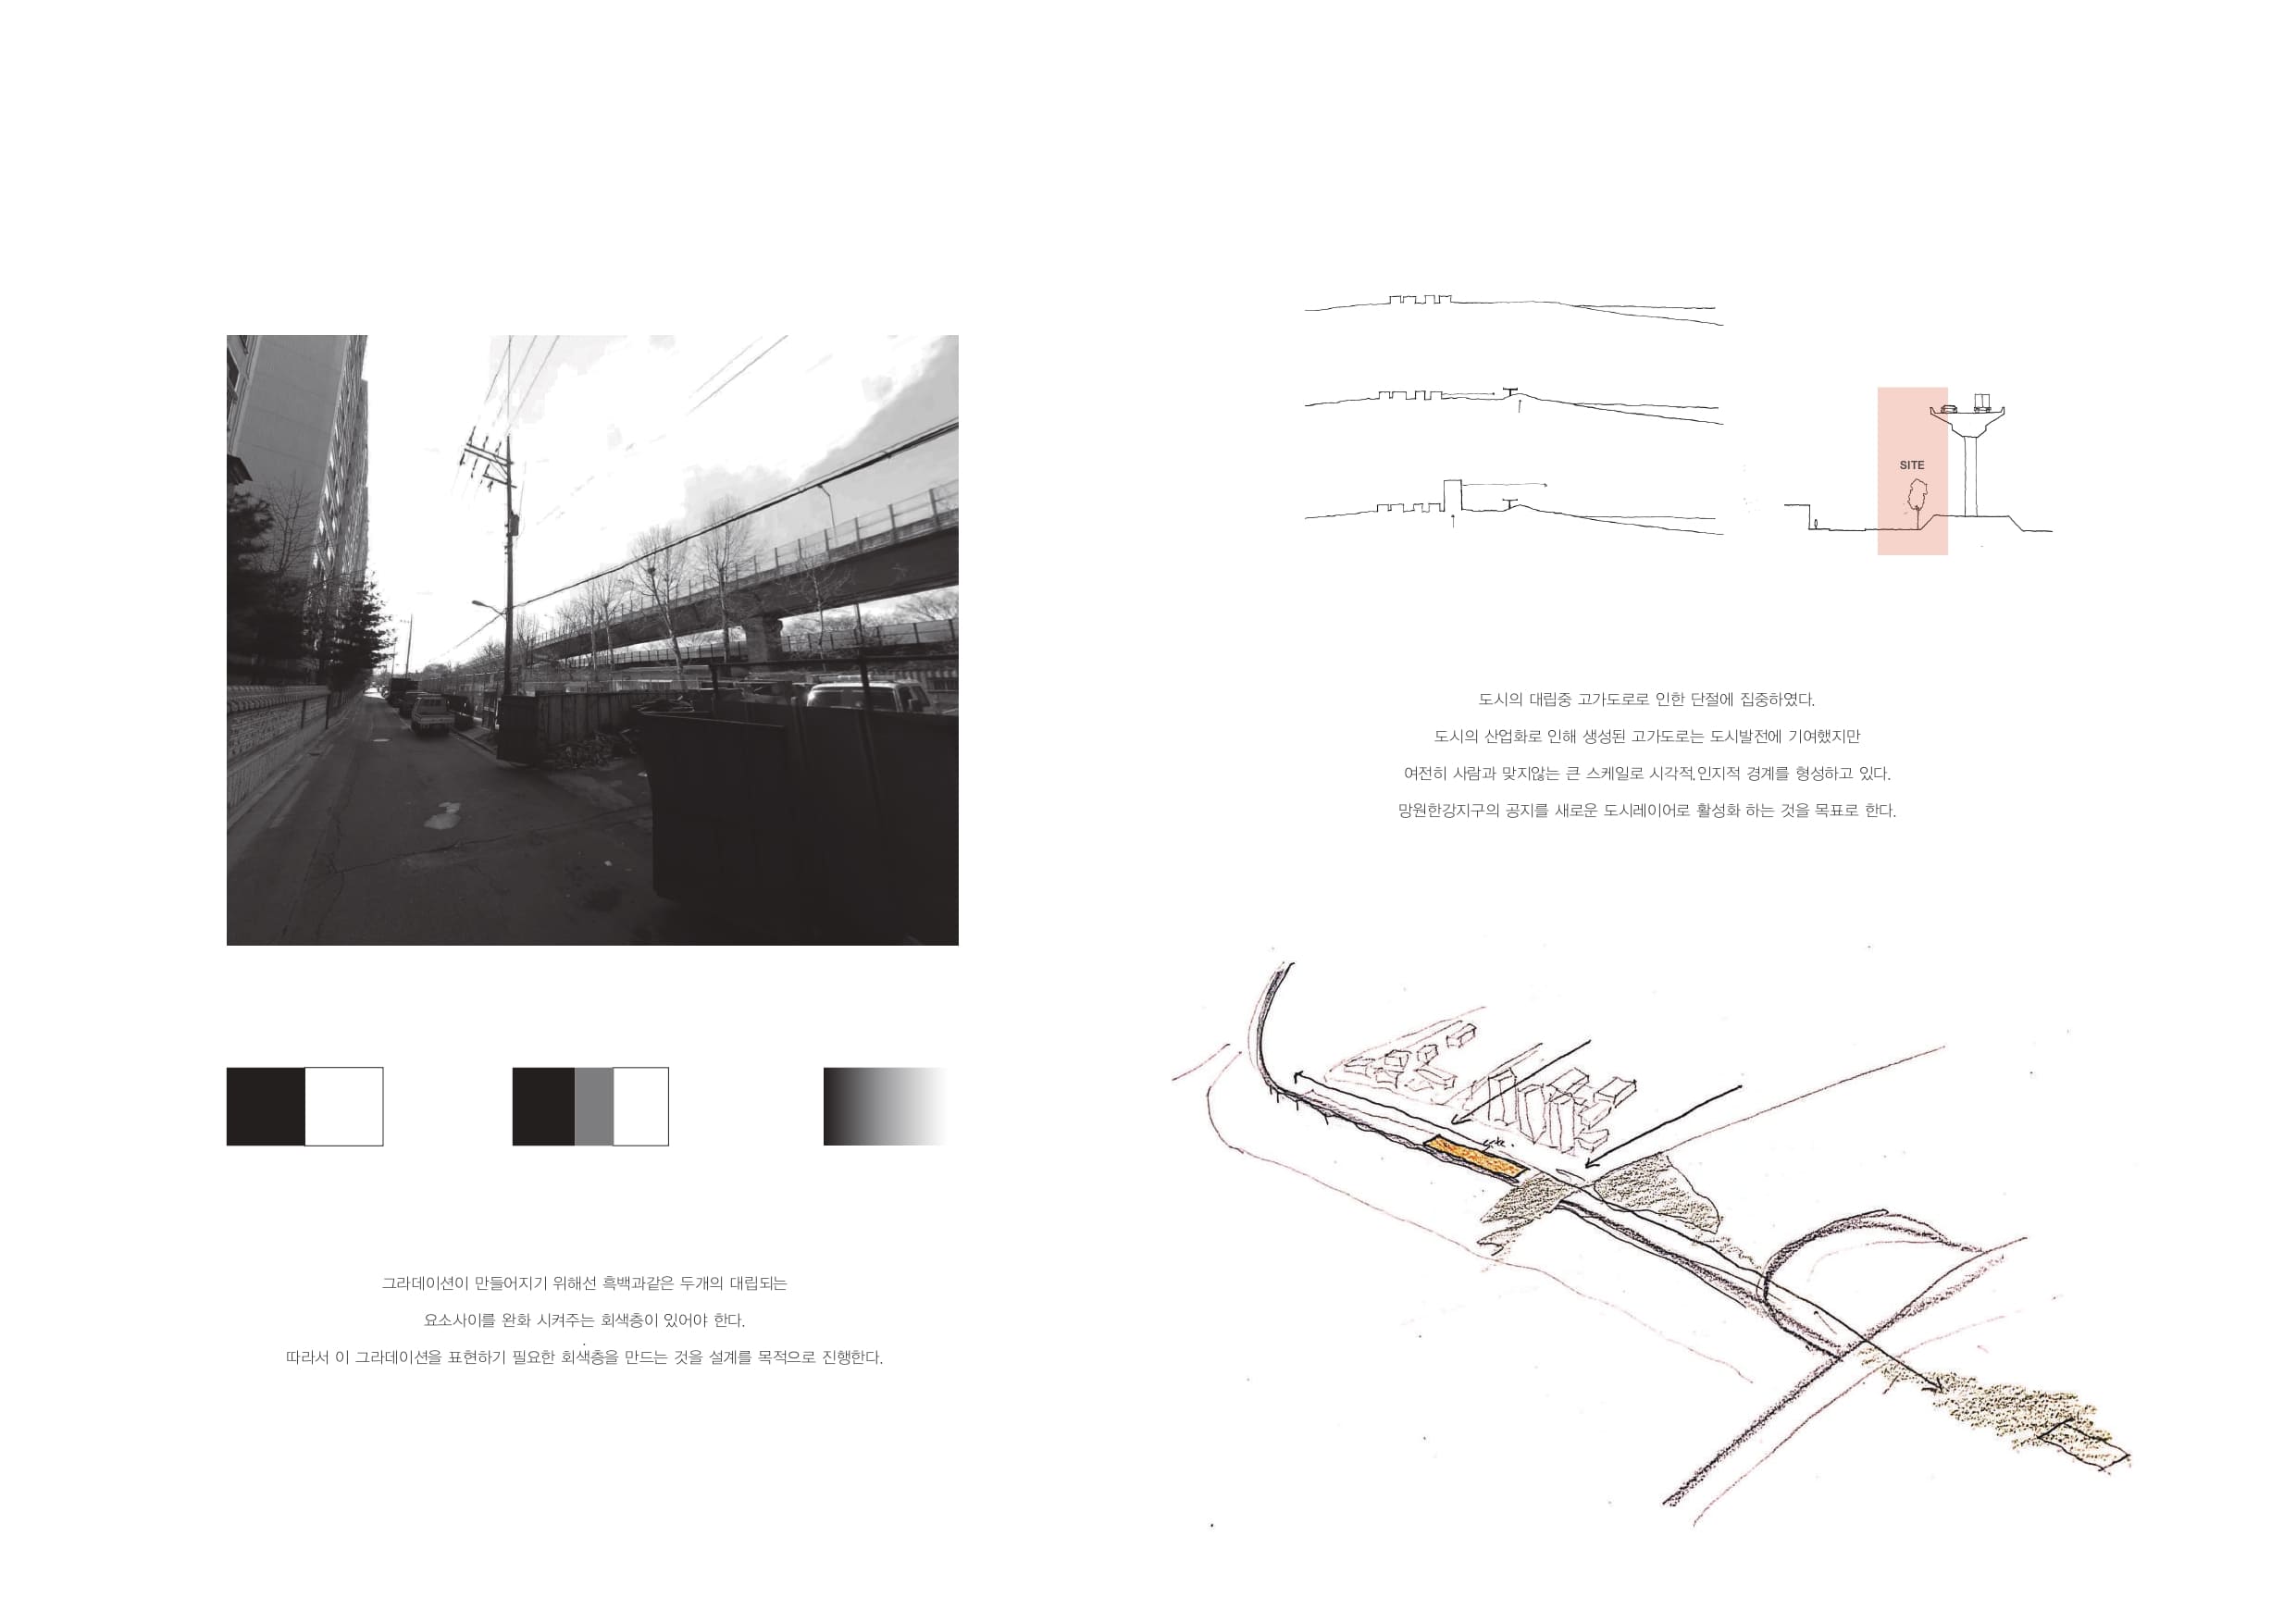 SITE
도시의 대립중 고가도로로 인한 단절에 집중하였다.
도시의 산업화로 인해 생성된 고가도로는 도시발전에 기여했지만
여전히 사람과 맞지않는 큰 스케일로 시각적,인지적 경계를 형성하고 있다.
망원한강지구의 공지를 새로운 도시레이어로 활성화 하는 것을 목표로 한다.
site.
그라데이션이 만들어지기 위해선 흑백과같은 두개의 대립되는
요소사이를 완화 시켜주는 회색층이 있어야 한다.
따라서 이 그라데이션을 표현하기 필요한 회색층을 만드는 것을 설계를 목적으로 진행한다.